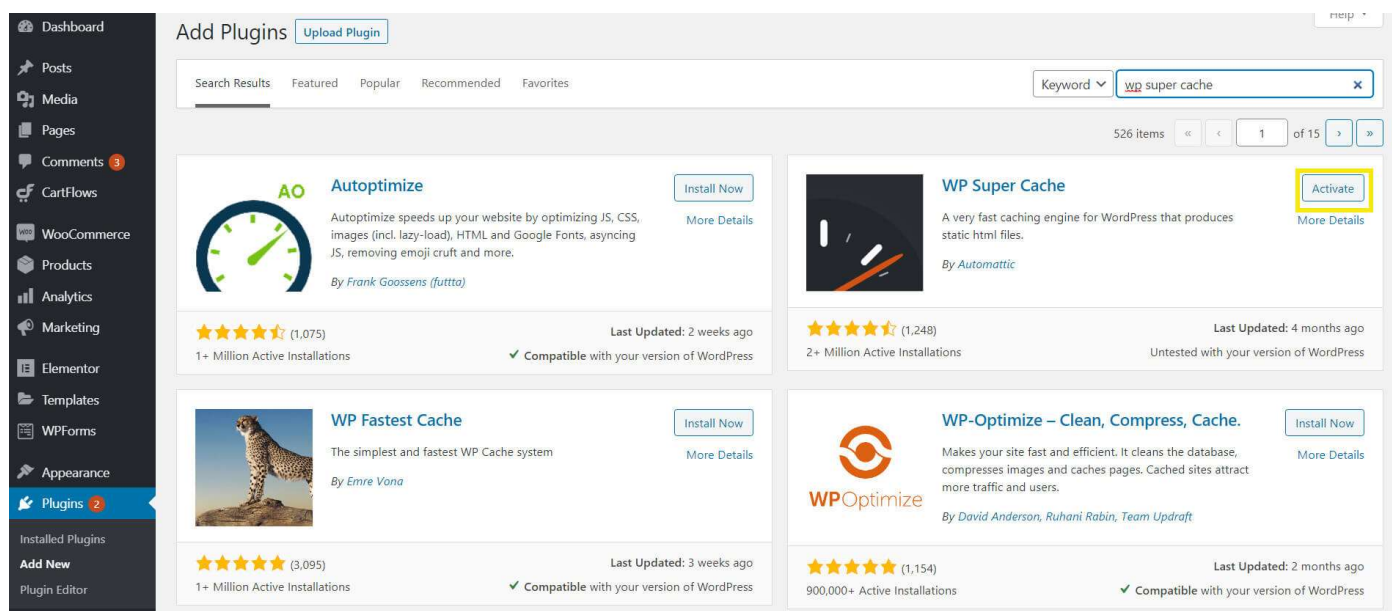 Dashboard
Posts
Media
Pages
Comments 3
CartFlows
WooCommerce
Products
Analytics
Marketing
Elementor
Templates
WPForms
Appearance
Plugins 2
Installed Plugins
Add New
Plugin Editor
Help
Add Plugins Upload Plugin
Search Results Featured Popular Recommended Favorites Keyword wp super cache
526 items « ‹ 1 of 15 › »
AO
Autoptimize
Install Now
More Details
Autoptimize speeds up your website by optimizing JS, CSS,
images (incl. lazy-load), HTML and Google Fonts, asyncing
JS, removing emoji cruft and more.
By Frank Goossens (futtta)
(1,075)
1+ Million Active Installations
Last Updated: 2 weeks ago
Compatible with your version of WordPress
WP Super Cache
Activate
More Details
A very fast caching engine for WordPress that produces
static html files.
By Automattic
(1,248)
2+ Million Active Installations
Last Updated: 4 months ago
Untested with your version of WordPress
WP Fastest Cache
Install Now
More Details
The simplest and fastest WP Cache system
By Emre Vona
(3,095)
1+ Million Active Installations
Last Updated: 3 weeks ago
Compatible with your version of WordPress
WPOptimize
WP-Optimize – Clean, Compress, Cache.
Install Now
More Details
Makes your site fast and efficient. It cleans the database,
compresses images and caches pages. Cached sites attract
more traffic and users.
By David Anderson, Ruhani Rabin, Team Updraft
(1,154)
900,000+ Active Installations
Last Updated: 2 months ago
Compatible with your version of WordPress